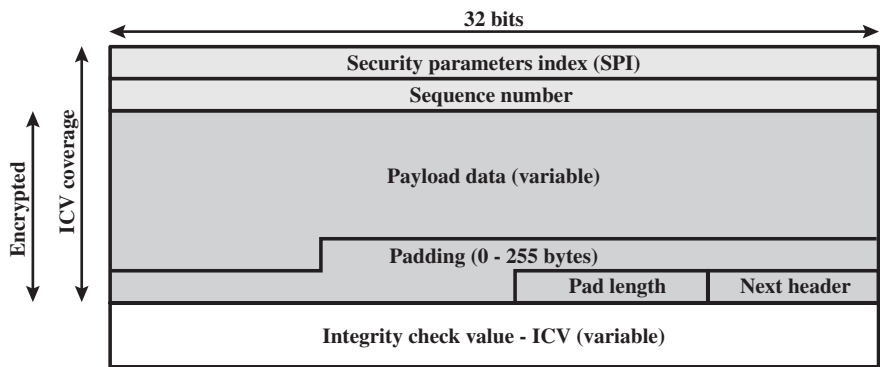 32 bits
Security parameters index (SPI)
Sequence number
Encrypted
ICV coverage
Payload data (variable)
Padding (0 - 255 bytes)
Pad length
Next header
Integrity check value - ICV (variable)